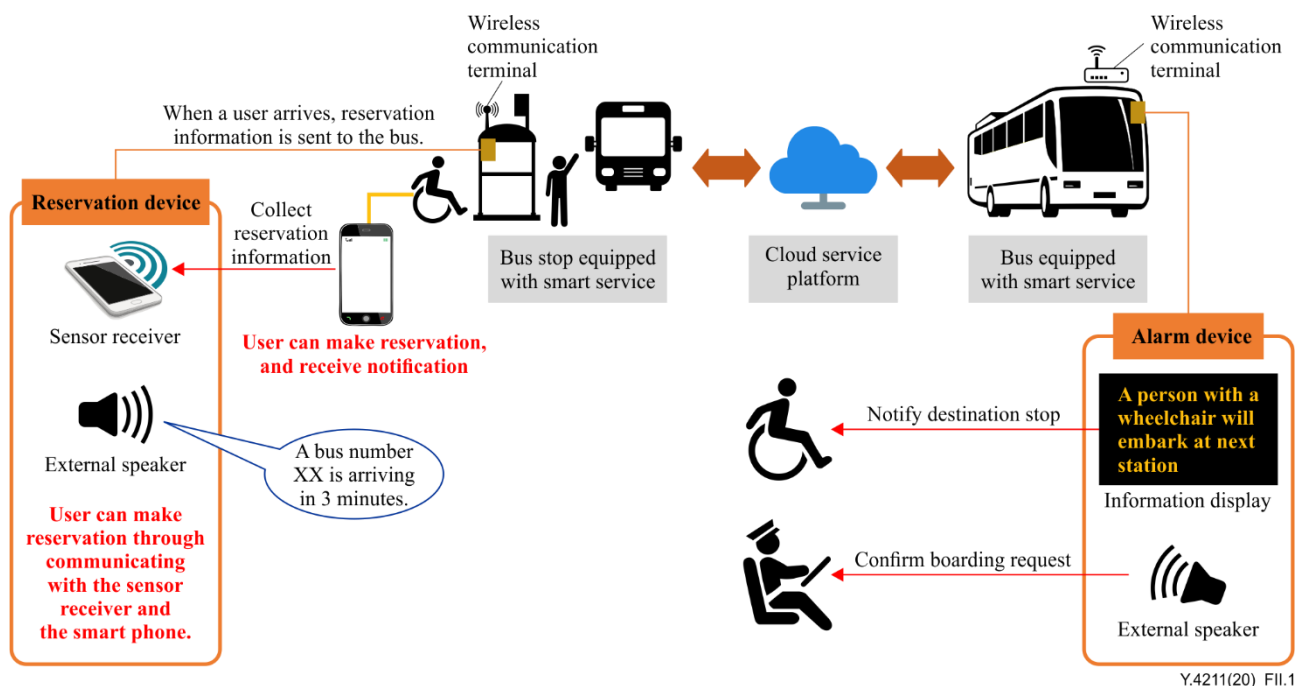 Wireless
communication
terminal
Wireless
communication
terminal
When a user arrives, reservation
information is sent to the bus.
Reservation device
Collect
reservation
information
Sensor receiver
User can make reservation,
and receive notification
Bus stop equipped
with smart service
Cloud service
platform
Bus equipped
with smart service
External speaker
A bus number
XX is arriving
in 3 minutes.
User can make
reservation through
communicating
with the sensor
receiver and
the smart phone.
Alarm device
Notify destination stop
A person with a
wheelchair will
embark at next
station
Information display
Confirm boarding request
External speaker
Y.4211(20)_FII.1